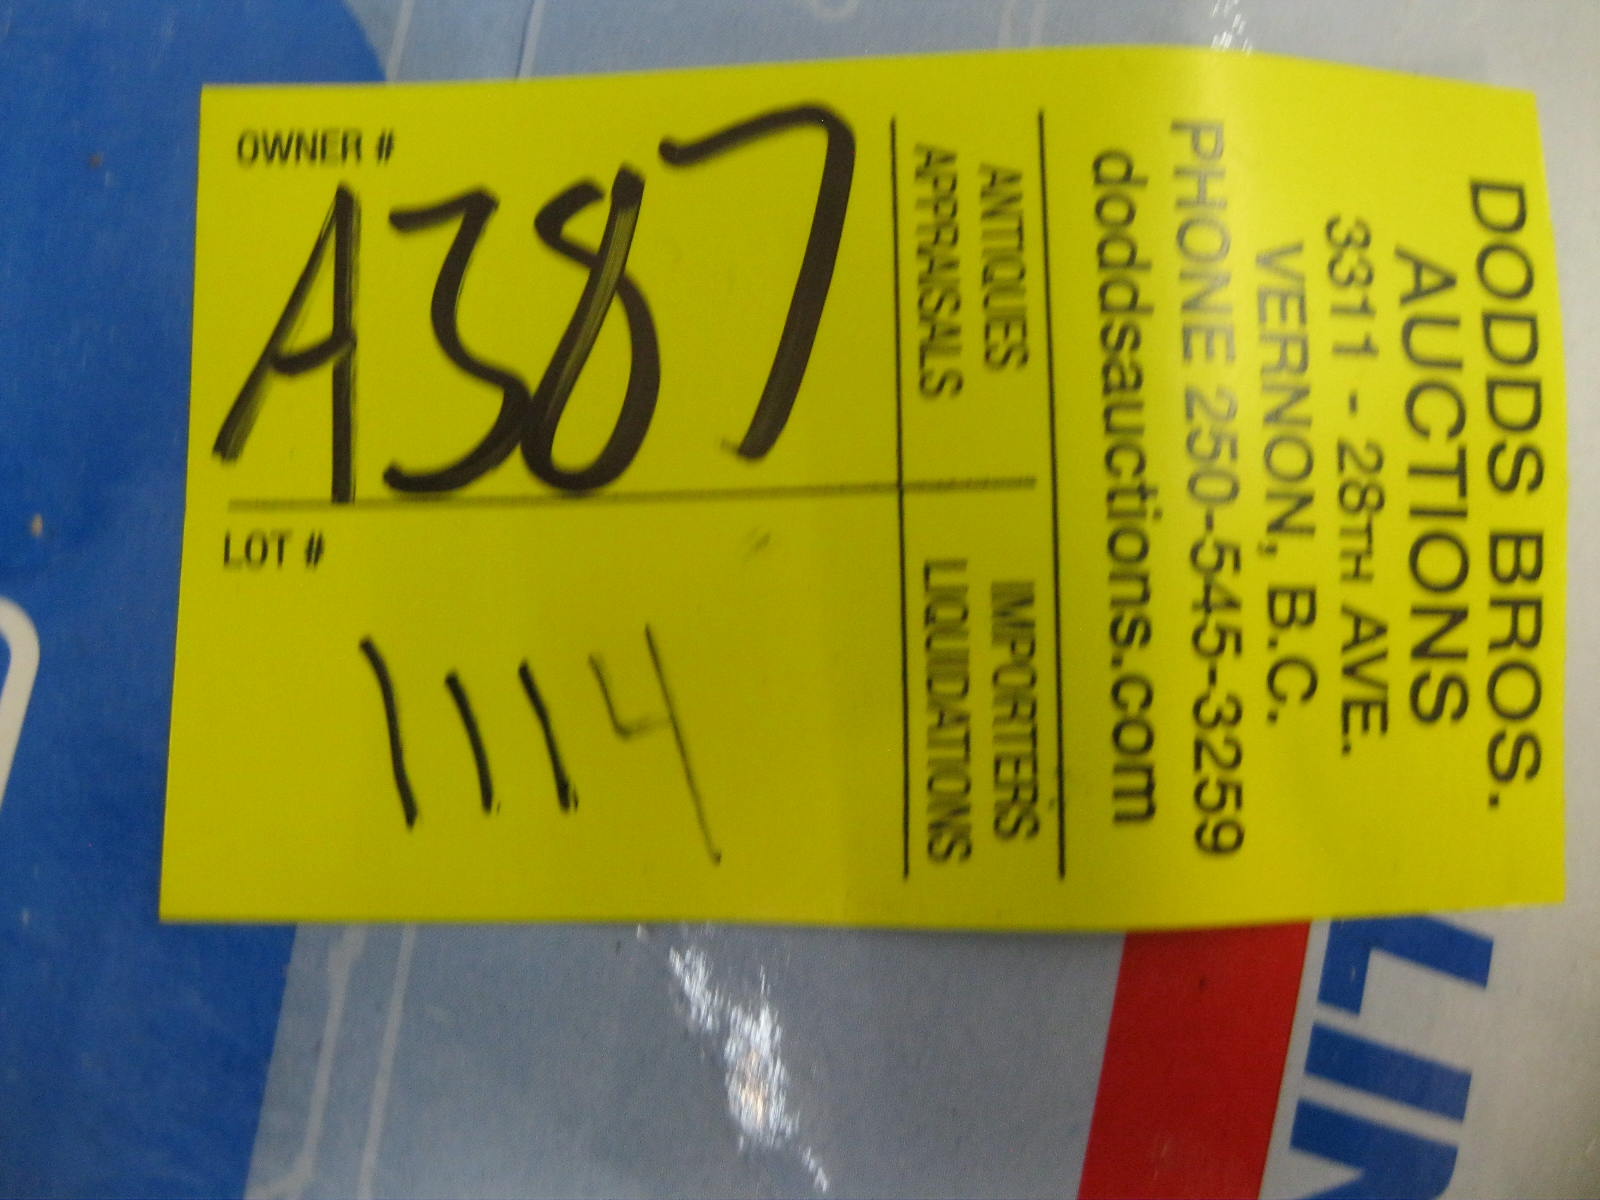 DODDS BROS.
AUCTIONS
3311 - 28TH AVE.
VERNON, B.C.
PHONE 250-545-3259
doddsauctions.com
ANTIQUES
APPRAISALS
IMPORTERS
LIQUIDATIONS
OWNER #
A387
LOT #
1114